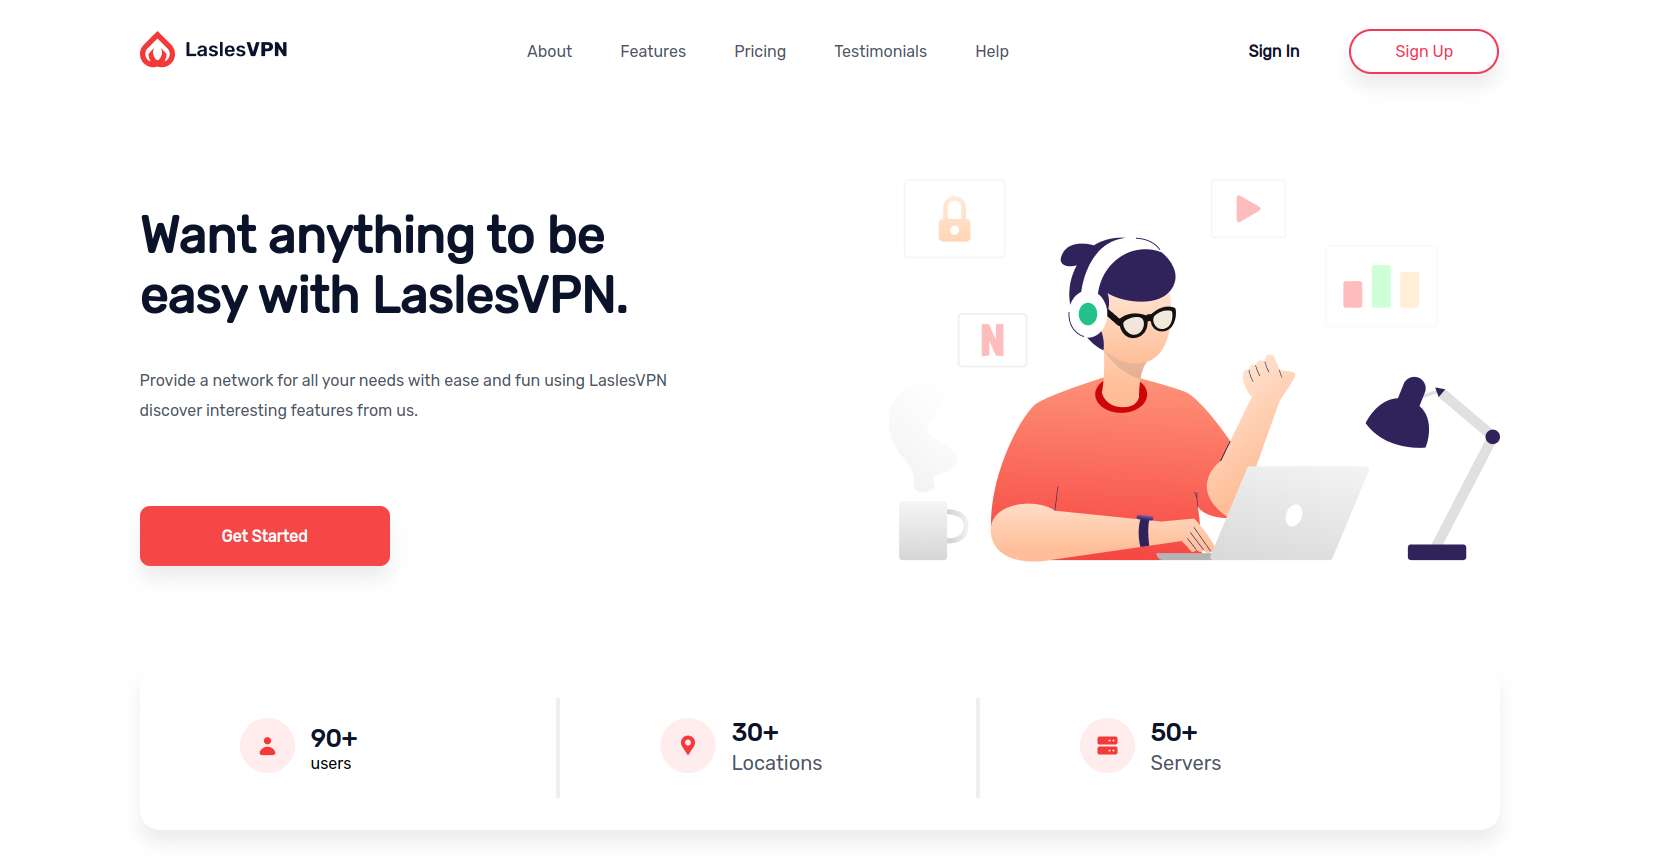 LaslesVPN
About
Features
Pricing
Testimonials
Help
Sign In
Sign Up
Want anything to be
easy with LaslesVPN.
Provide a network for all your needs with ease and fun using LaslesVPN
discover interesting features from us.
Get Started
N
90+
users
30+
Locations
50+
Servers